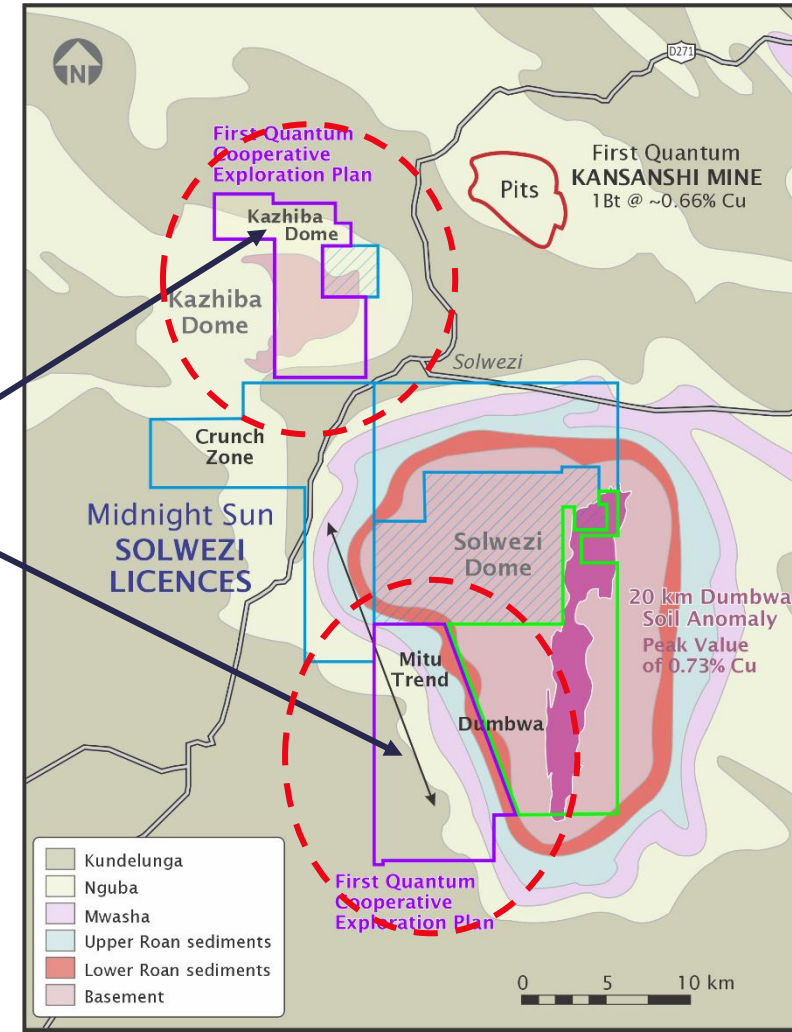 N
D271
First Quantum
Cooperative
Exploration Plan
Kazhiba
Dome
Kazhiba
Dome
Pits
First Quantum
KANSANSHI MINE
1Bt @ ~0.66% Cu
Solwezi
Crunch
Zone
Midnight Sun
SOLWEZI
LICENCES
Solwezi
Dome
20 km Dumbwa
Soil Anomaly
Peak Value
of 0.73% Cu
Mitu
Trend
Dumbwa
First Quantum
Cooperative
Exploration Plan
Kundelunga
Nguba
Mwasha
Upper Roan sediments
Lower Roan sediments
Basement
0 5 10 km